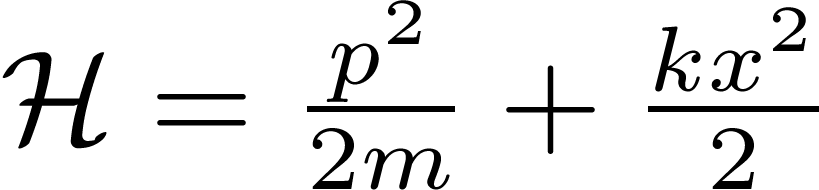 ℋ = p²/2m + kx²/2